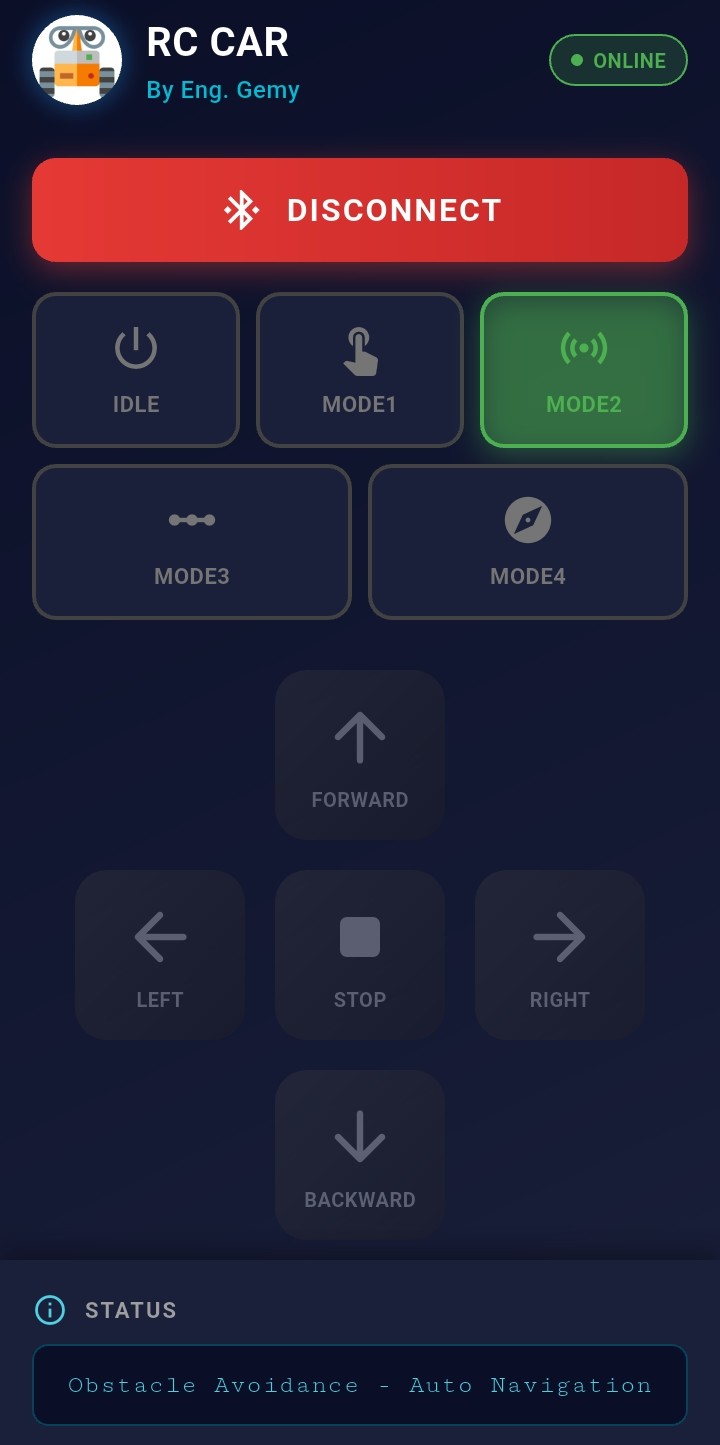 RC CAR
By Eng. Gemy
ONLINE
DISCONNECT
IDLE
MODE1
MODE2
MODE3
MODE4
FORWARD
LEFT
STOP
RIGHT
BACKWARD
STATUS
Obstacle Avoidance - Auto Navigation